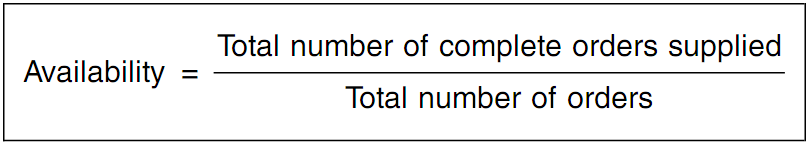 Total number of complete orders supplied
Availability =
Total number of orders